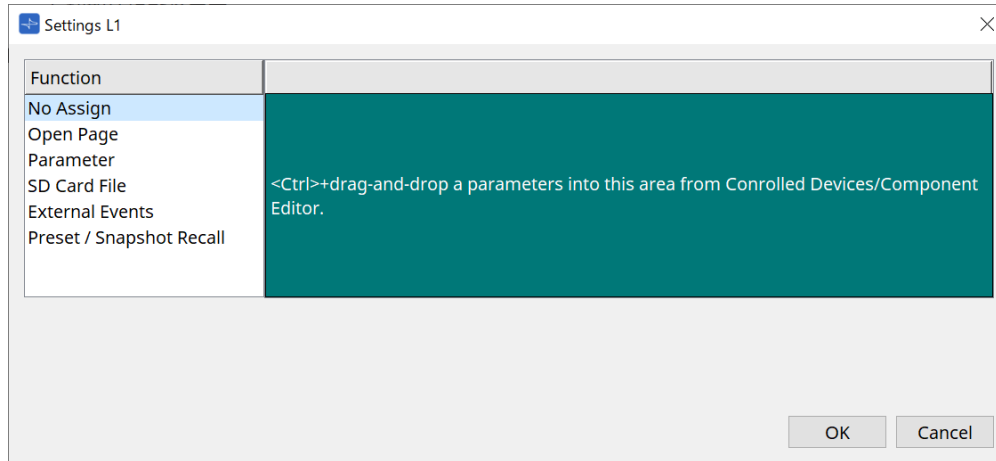 Settings L1
Function
No Assign
Open Page
Parameter
SD Card File
External Events
Preset / Snapshot Recall
<Ctrl>+drag-and-drop a parameters into this area from Conrolled Devices/Component
Editor.
OK
Cancel